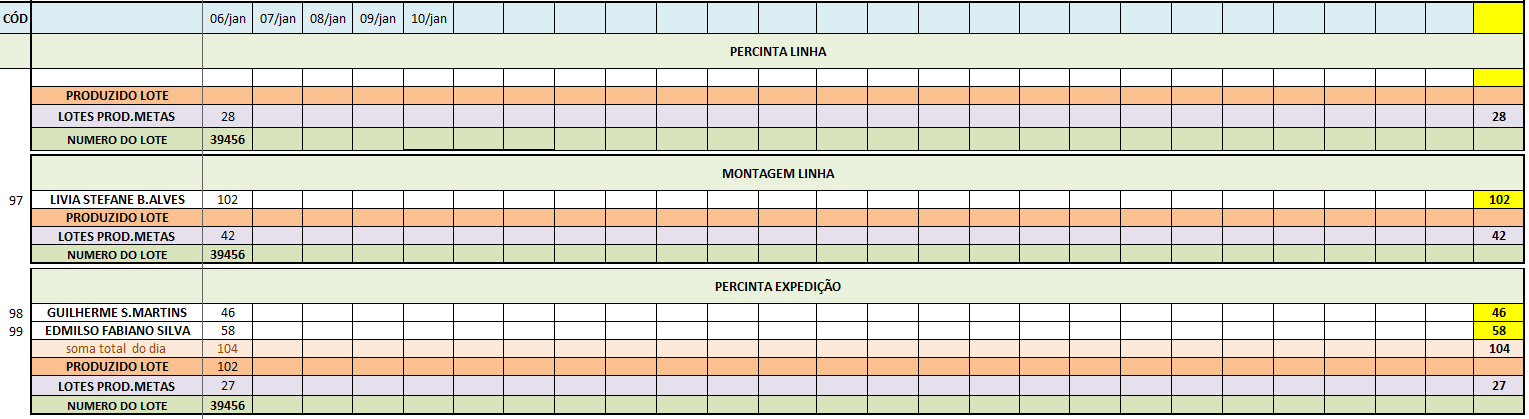 CÓD 06/jan 07/jan 08/jan 09/jan 10/jan
PERCINTA LINHA
PRODUZIDO LOTE
LOTES PROD.METAS 28 28
NUMERO DO LOTE 39456
MONTAGEM LINHA
97 LIVIA STEFANE B.ALVES 102 102
PRODUZIDO LOTE
LOTES PROD.METAS 42 42
NUMERO DO LOTE 39456
PERCINTA EXPEDIÇÃO
98 GUILHERME S.MARTINS 46 46
99 EDMILSO FABIANO SILVA 58 58
soma total do dia 104 104
PRODUZIDO LOTE 102
LOTES PROD.METAS 27 27
NUMERO DO LOTE 39456